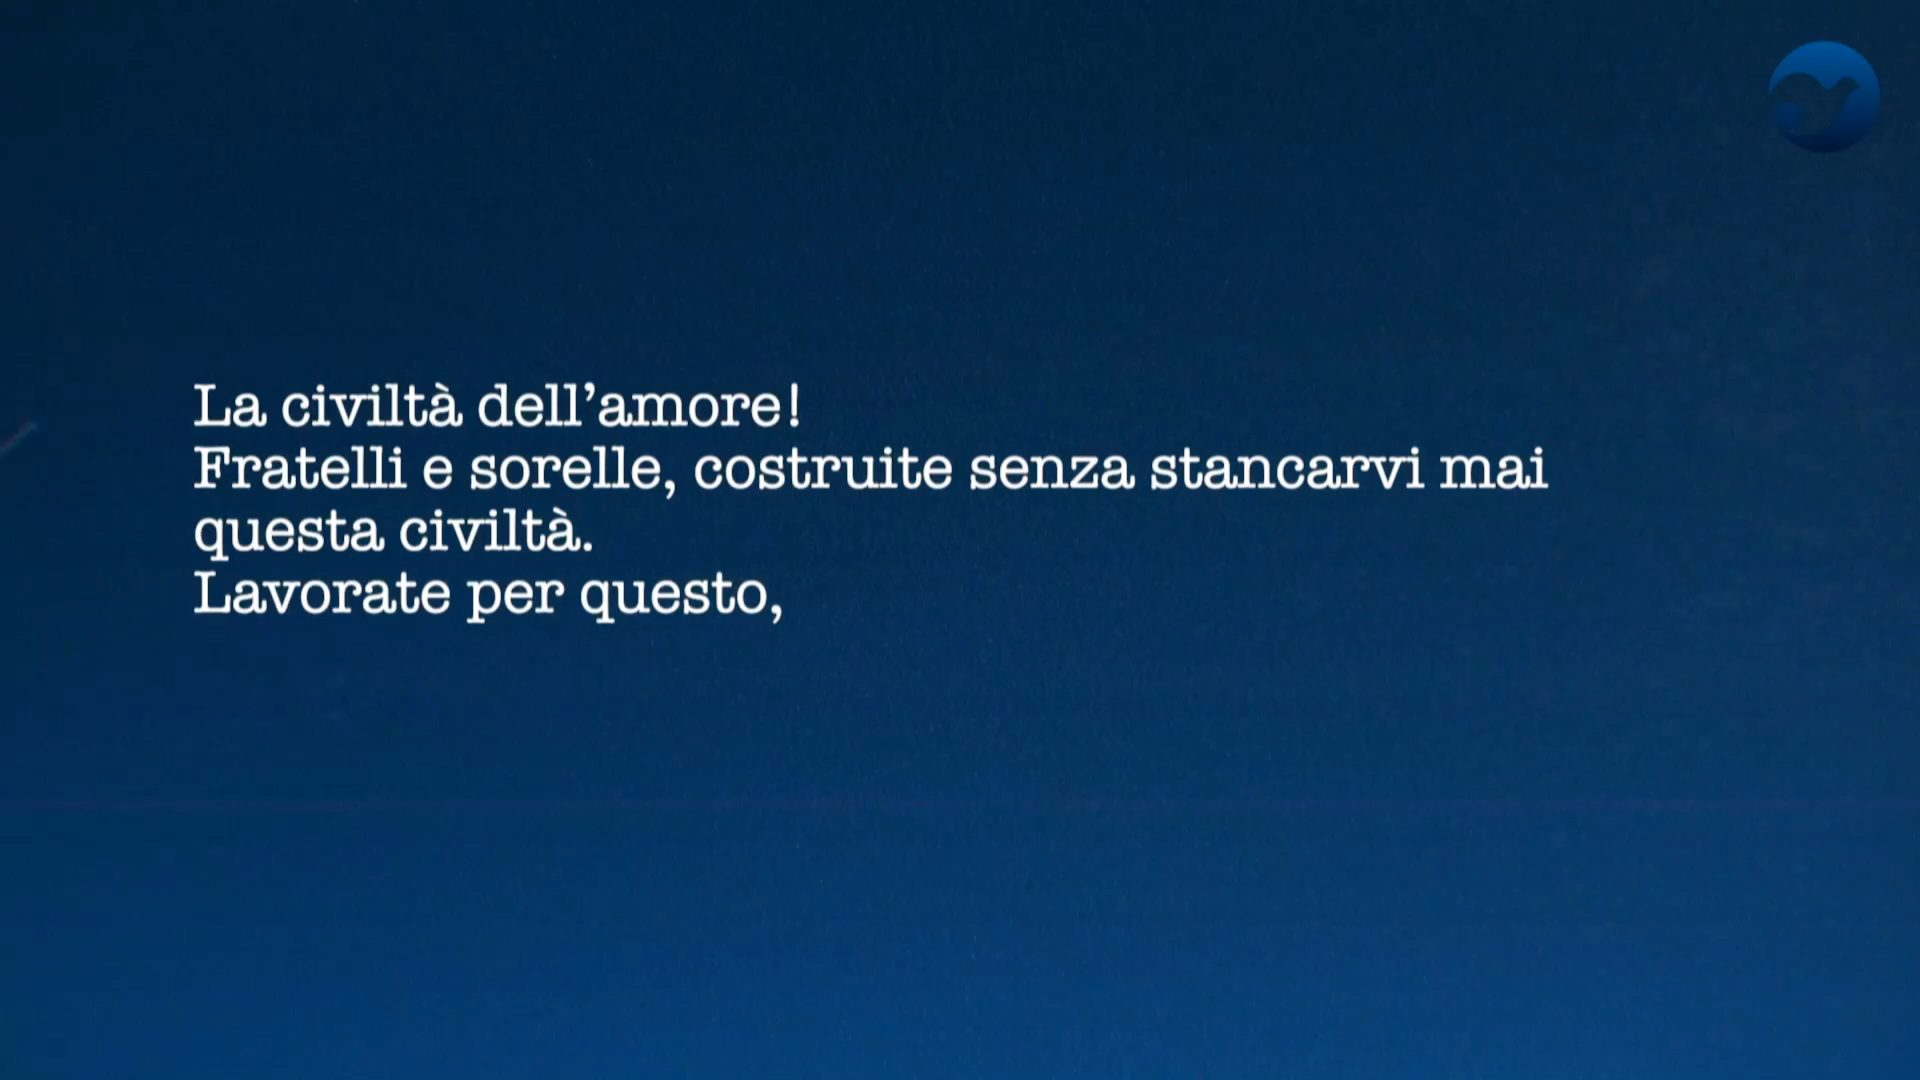 La civiltà dell’amore!
Fratelli e sorelle, costruite senza stancarvi mai
questa civiltà.
Lavorate per questo,